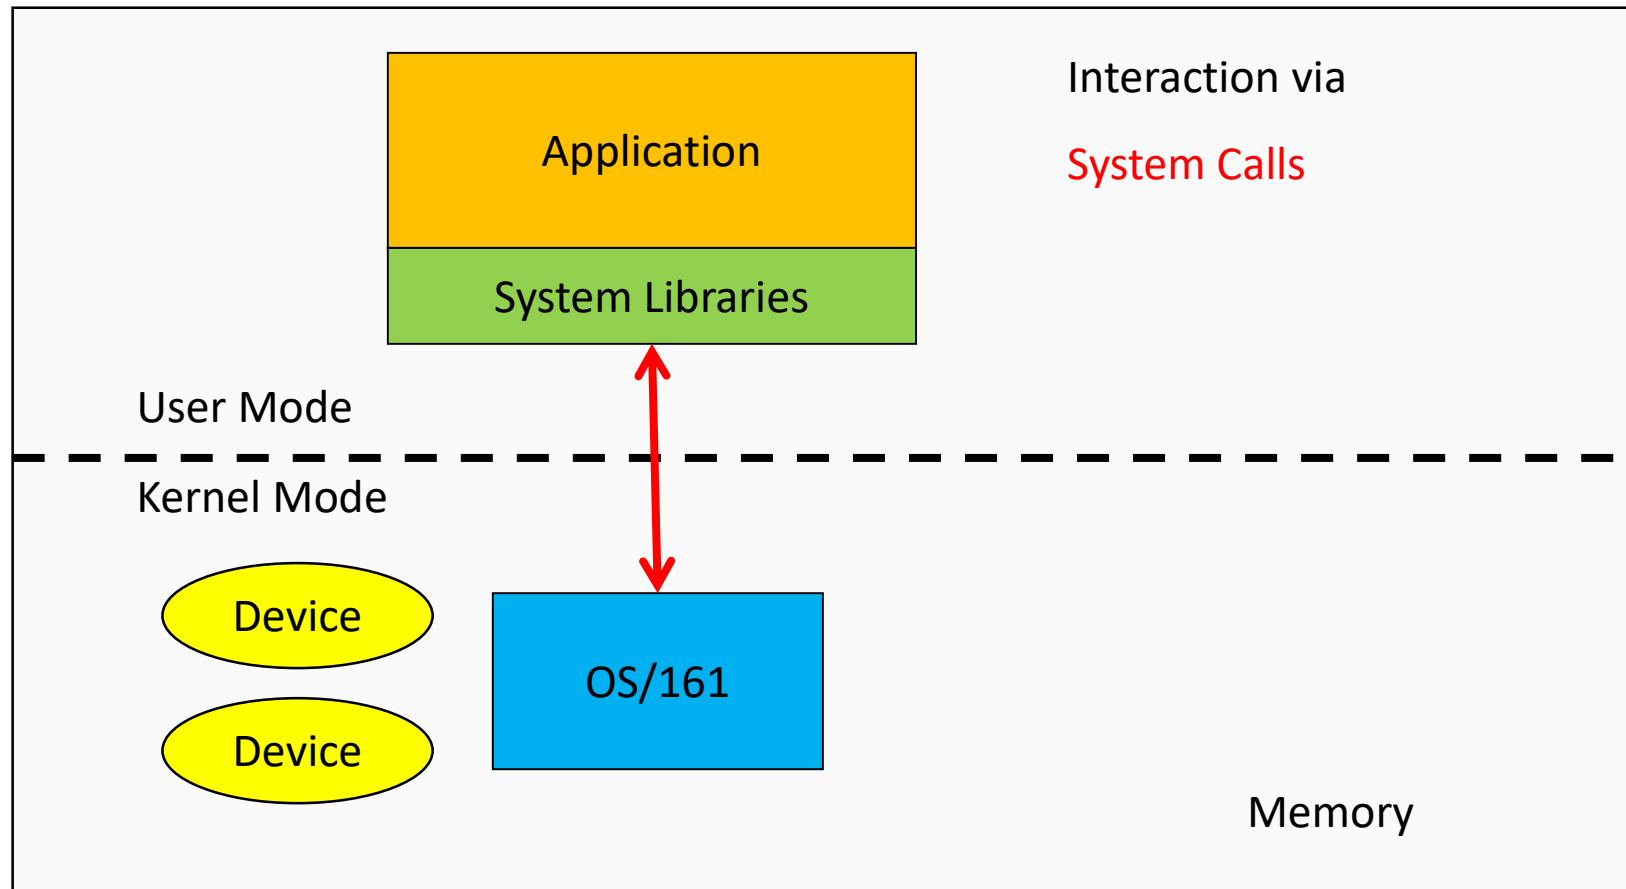 Interaction via
System Calls
Application
System Libraries
User Mode
Kernel Mode
Device
Device
OS/161
Memory